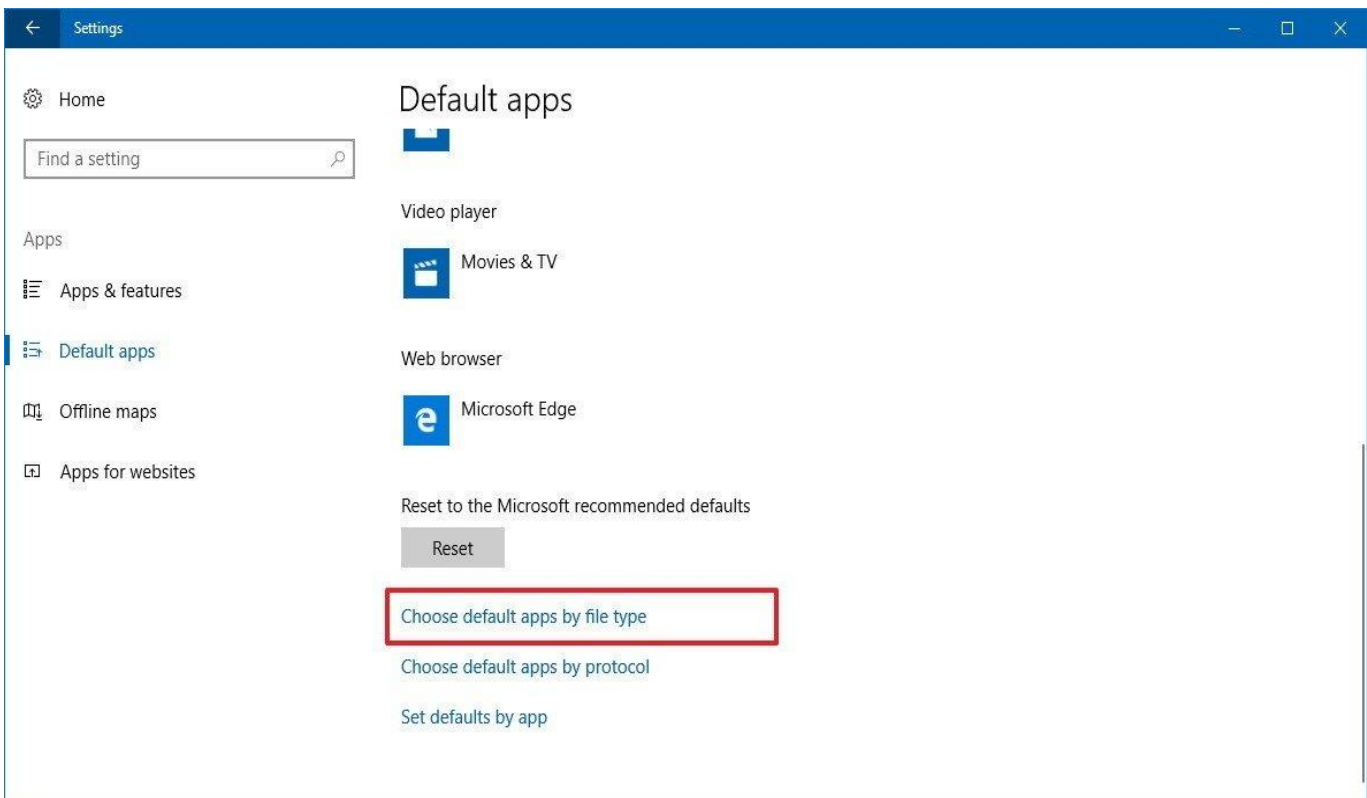 Settings
Home
Find a setting
Apps
Apps & features
Default apps
Offline maps
Apps for websites
Default apps
Video player
Movies & TV
Web browser
Microsoft Edge
Reset to the Microsoft recommended defaults
Reset
Choose default apps by file type
Choose default apps by protocol
Set defaults by app